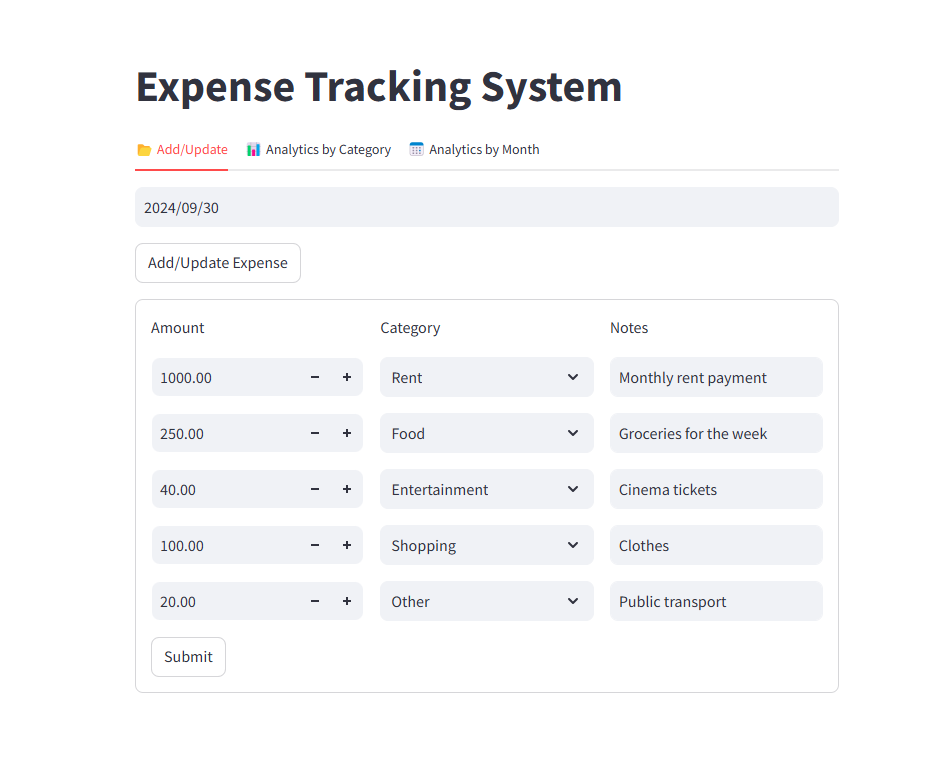 Expense Tracking System
Add/Update Analytics by Category Analytics by Month
2024/09/30
Add/Update Expense
Amount Category Notes
1000.00 Rent Monthly rent payment
250.00 Food Groceries for the week
40.00 Entertainment Cinema tickets
100.00 Shopping Clothes
20.00 Other Public transport
Submit